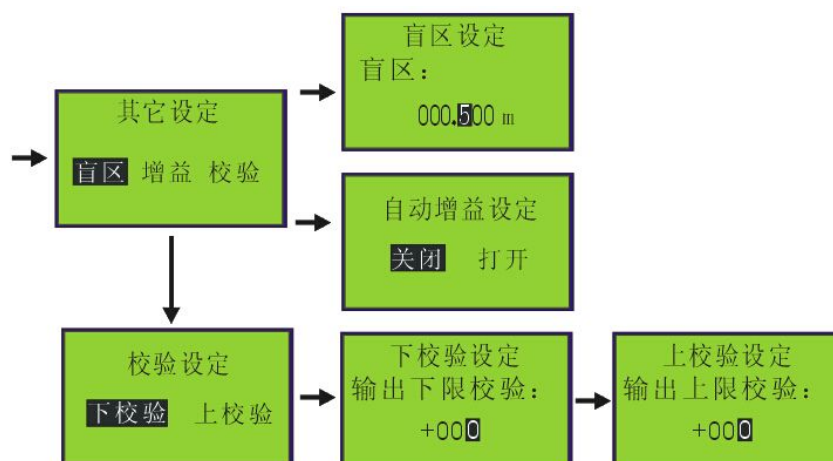 盲区设定
盲区：
000.500 m
其它设定
盲区 增益 校验
自动增益设定
关闭 打开
校验设定
下校验 上校验
下校验设定
输出下限校验：
+000
上校验设定
输出上限校验：
+000